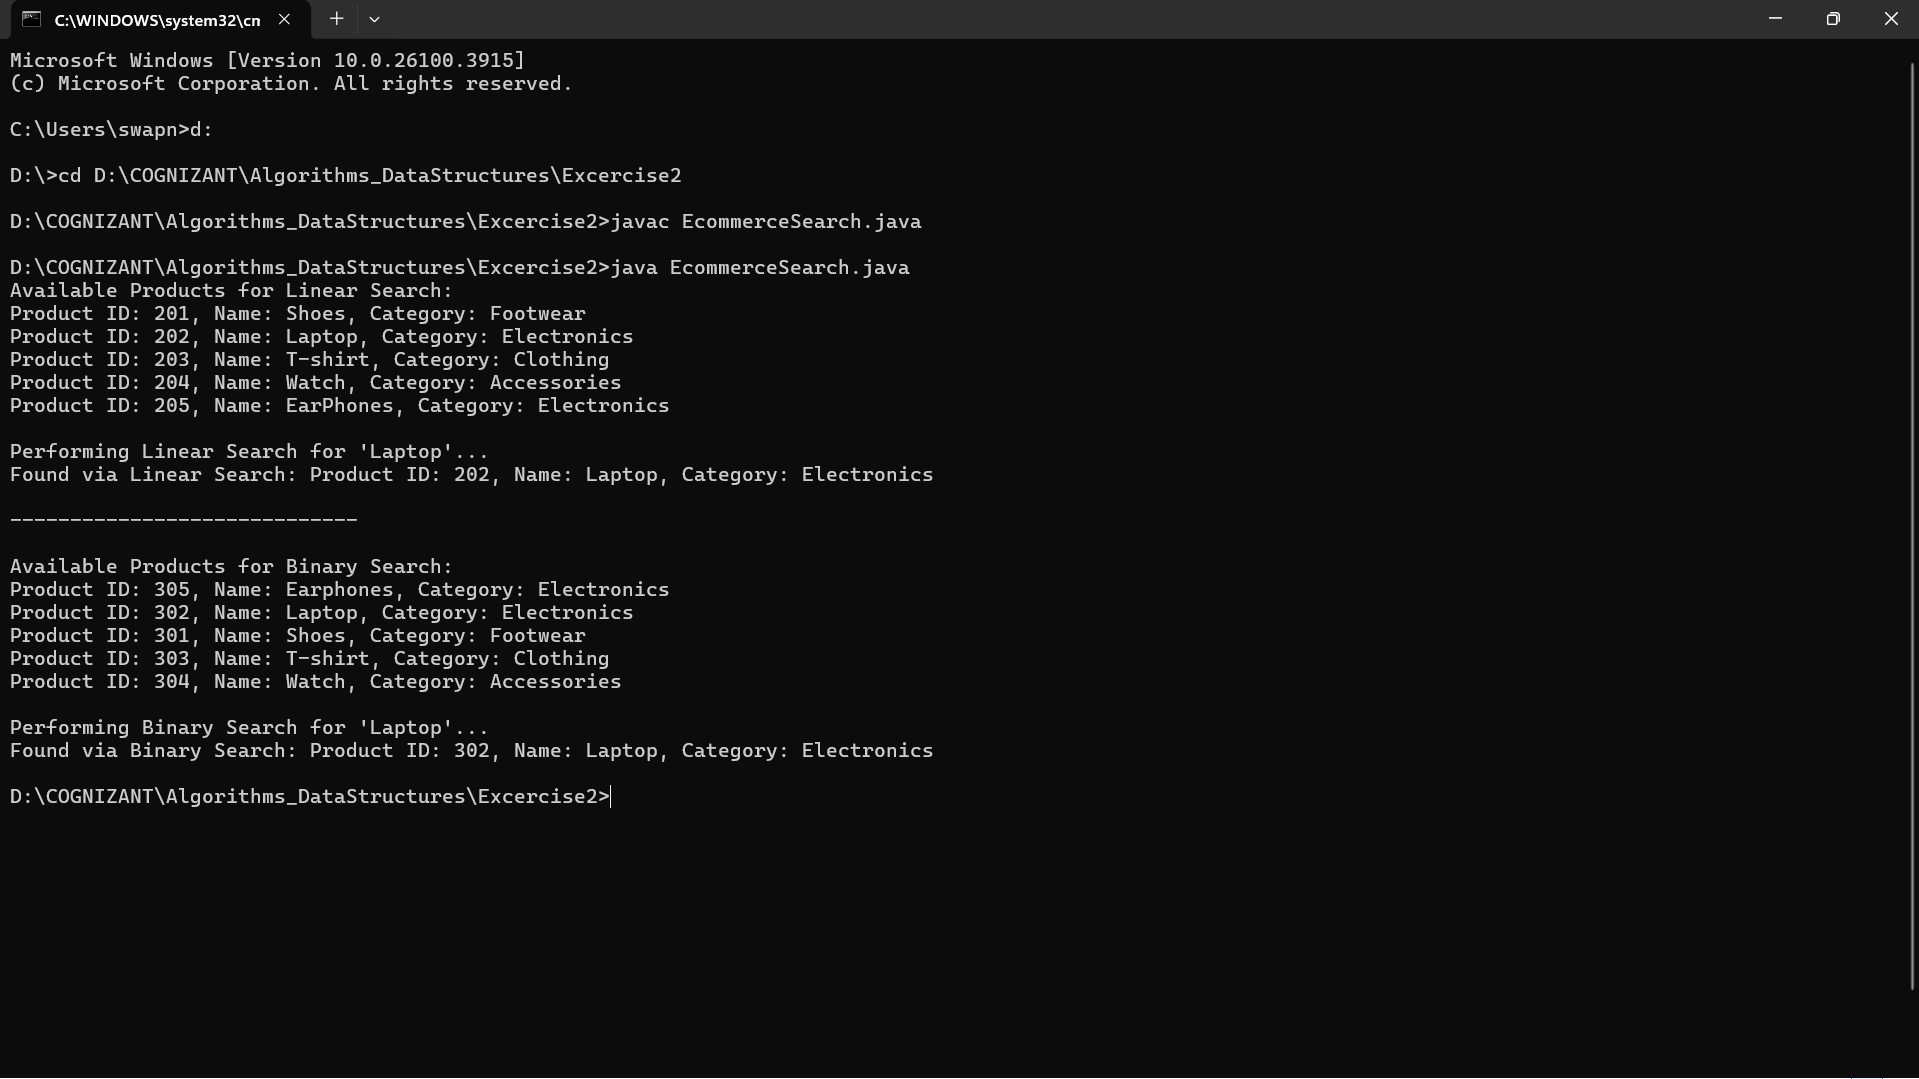 C:\WINDOWS\system32\cn
Microsoft Windows [Version 10.0.26100.3915]
(c) Microsoft Corporation. All rights reserved.
C:\Users\swapn>d:
D:\>cd D:\COGNIZANT\Algorithms_DataStructures\Excercise2
D:\COGNIZANT\Algorithms_DataStructures\Excercise2>javac EcommerceSearch.java
D:\COGNIZANT\Algorithms_DataStructures\Excercise2>java EcommerceSearch.java
Available Products for Linear Search:
Product ID: 201, Name: Shoes, Category: Footwear
Product ID: 202, Name: Laptop, Category: Electronics
Product ID: 203, Name: T-shirt, Category: Clothing
Product ID: 204, Name: Watch, Category: Accessories
Product ID: 205, Name: EarPhones, Category: Electronics
Performing Linear Search for 'Laptop'...
Found via Linear Search: Product ID: 202, Name: Laptop, Category: Electronics
-----------------------------
Available Products for Binary Search:
Product ID: 305, Name: Earphones, Category: Electronics
Product ID: 302, Name: Laptop, Category: Electronics
Product ID: 301, Name: Shoes, Category: Footwear
Product ID: 303, Name: T-shirt, Category: Clothing
Product ID: 304, Name: Watch, Category: Accessories
Performing Binary Search for 'Laptop'...
Found via Binary Search: Product ID: 302, Name: Laptop, Category: Electronics
D:\COGNIZANT\Algorithms_DataStructures\Excercise2>